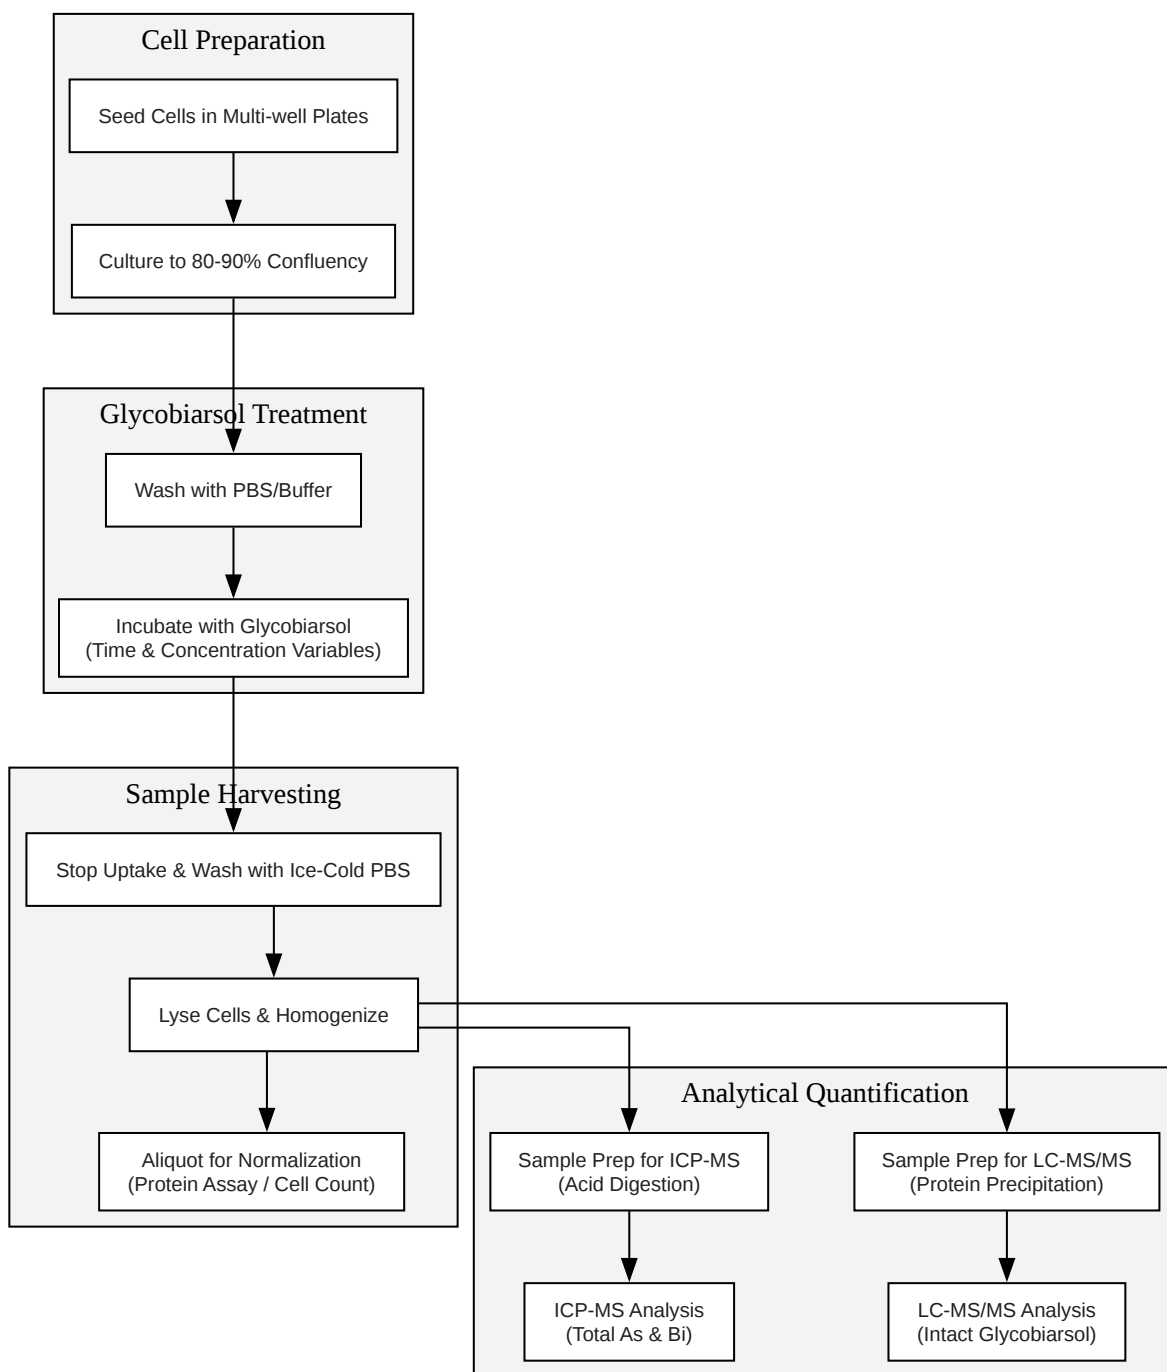 Cell Preparation
Seed Cells in Multi-well Plates
Culture to 80-90% Confluency
Glycobiarsol Treatment
Wash with PBS/Buffer
Incubate with Glycobiarsol
(Time & Concentration Variables)
Sample Harvesting
Stop Uptake & Wash with Ice-Cold PBS
Lyse Cells & Homogenize
Aliquot for Normalization
(Protein Assay / Cell Count)
Analytical Quantification
Sample Prep for ICP-MS
(Acid Digestion)
Sample Prep for LC-MS/MS
(Protein Precipitation)
ICP-MS Analysis
(Total As & Bi)
LC-MS/MS Analysis
(Intact Glycobiarsol)